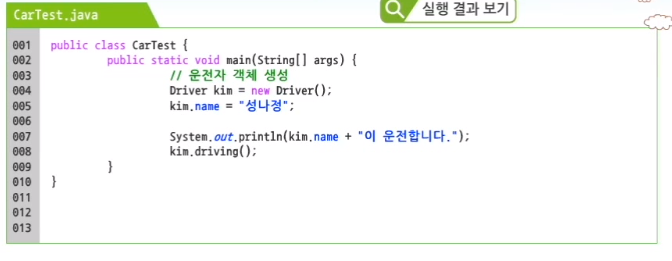 CarTest.java
실행 결과 보기
001 public class CarTest {
002 public static void main(String[] args) {
003 // 운전자 객체 생성
004 Driver kim = new Driver();
005 kim.name = "성나정";
006
007 System.out.println(kim.name + "이 운전합니다.");
008 kim.driving();
009 }
010 }
011
012
013